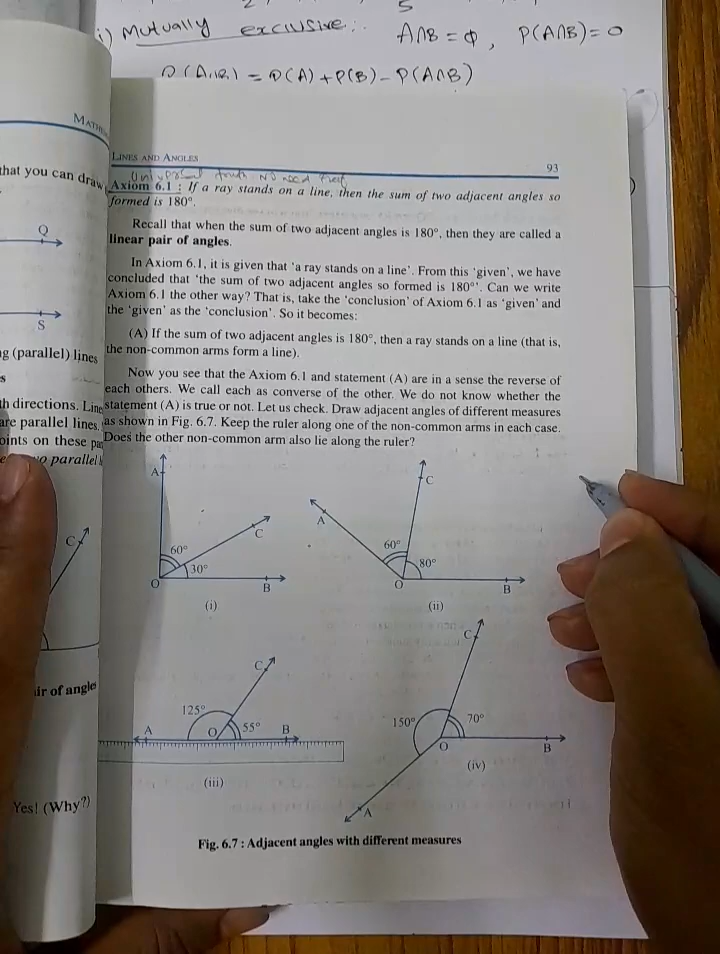 5
i) Mutually exclusive:. A∩B = ϕ, P(A∩B) = 0
= P(A) + P(B) - P(A∩B)
that you can draw
Q
S
ng (parallel) lines
th directions. Line
are parallel lines,
oints on these
o parallel
C
air of angles
Yes! (Why?)
LINES AND ANGLES 93
Axiom 6.1 : If a ray stands on a line, then the sum of two adjacent angles so
formed is 180°.
Recall that when the sum of two adjacent angles is 180°, then they are called a
linear pair of angles.
In Axiom 6.1, it is given that 'a ray stands on a line'. From this 'given', we have
concluded that 'the sum of two adjacent angles so formed is 180°'. Can we write
Axiom 6.1 the other way? That is, take the 'conclusion' of Axiom 6.1 as 'given' and
the 'given' as the 'conclusion'. So it becomes:
(A) If the sum of two adjacent angles is 180°, then a ray stands on a line (that is,
the non-common arms form a line).
Now you see that the Axiom 6.1 and statement (A) are in a sense the reverse of
each others. We call each as converse of the other. We do not know whether the
statement (A) is true or not. Let us check. Draw adjacent angles of different measures
as shown in Fig. 6.7. Keep the ruler along one of the non-common arms in each case.
Does the other non-common arm also lie along the ruler?
A
C
60°
30°
O
B
(i)
A
C
60°
80°
O
B
(ii)
C
125°
A
O
55°
B
(iii)
C
150°
70°
O
B
(iv)
A
Fig. 6.7 : Adjacent angles with different measures